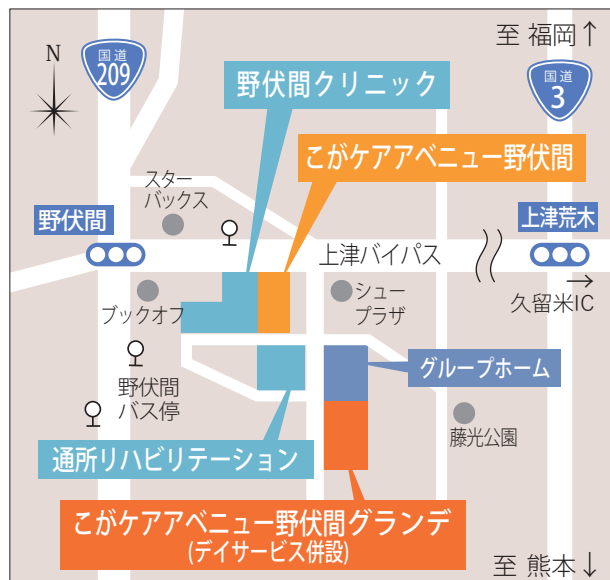 至 福岡↑
N
国道
209
国道
3
野伏間クリニック
こがケアアベニュー野伏間
スター
バックス
野伏間
上津荒木
上津バイパス
→
久留米IC
ブックオフ
シュー
プラザ
野伏間
バス停
グループホーム
藤光公園
通所リハビリテーション
こがケアアベニュー野伏間グランデ
(デイサービス併設)
至 熊本↓